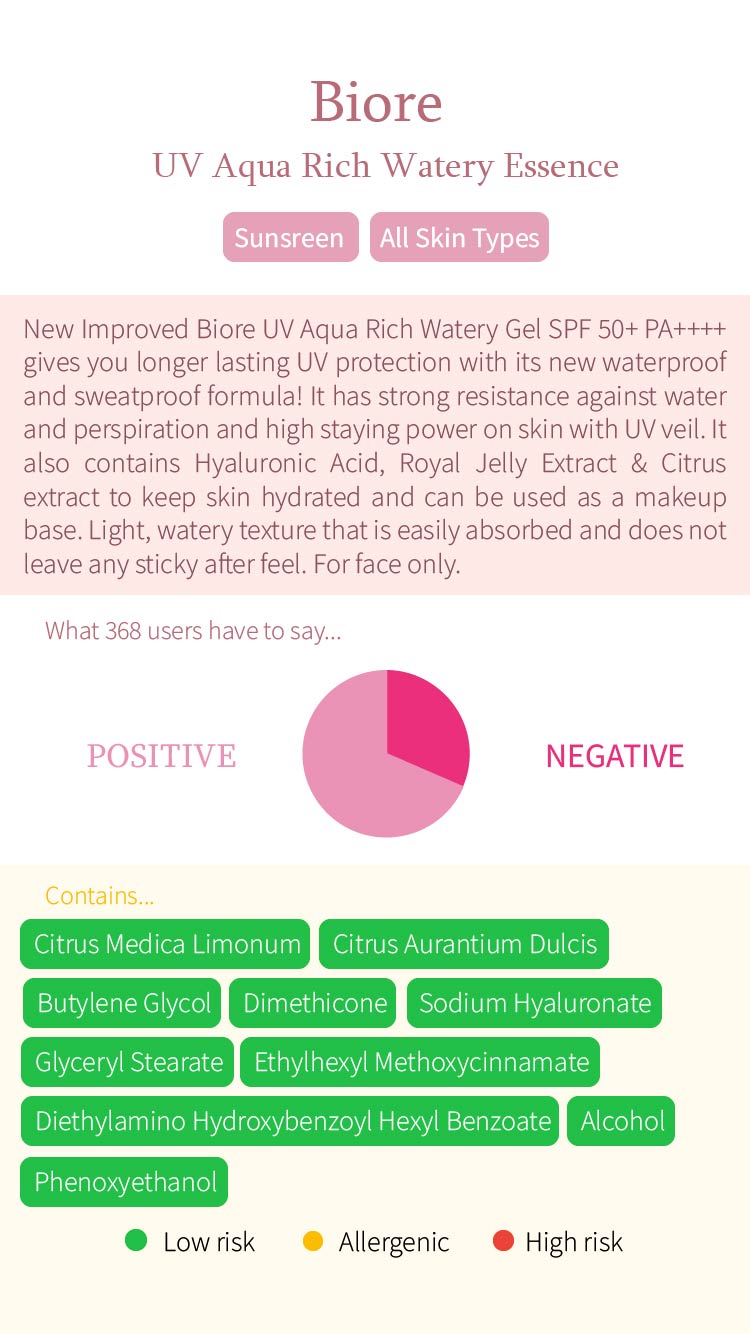 Biore
UV Aqua Rich Watery Essence
Sunsreen All Skin Types
New Improved Biore UV Aqua Rich Watery Gel SPF 50+ PA++++
gives you longer lasting UV protection with its new waterproof
and sweatproof formula! It has strong resistance against water
and perspiration and high staying power on skin with UV veil. It
also contains Hyaluronic Acid, Royal Jelly Extract & Citrus
extract to keep skin hydrated and can be used as a makeup
base. Light, watery texture that is easily absorbed and does not
leave any sticky after feel. For face only.
What 368 users have to say...
POSITIVE NEGATIVE
Contains...
Citrus Medica Limonum Citrus Aurantium Dulcis
Butylene Glycol Dimethicone Sodium Hyaluronate
Glyceryl Stearate Ethylhexyl Methoxycinnamate
Diethylamino Hydroxybenzoyl Hexyl Benzoate Alcohol
Phenoxyethanol
Low risk Allergenic High risk